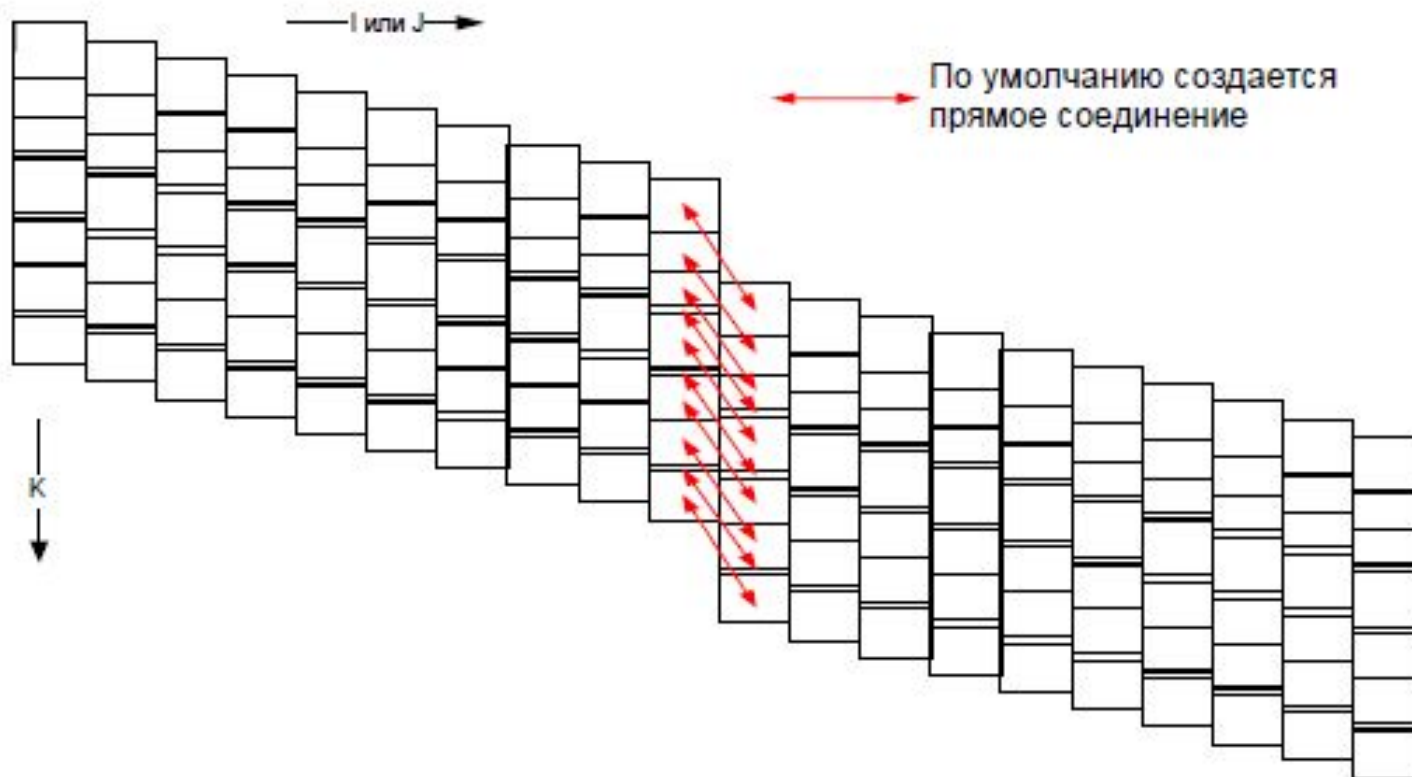 I или J
По умолчанию создается
прямое соединение
K